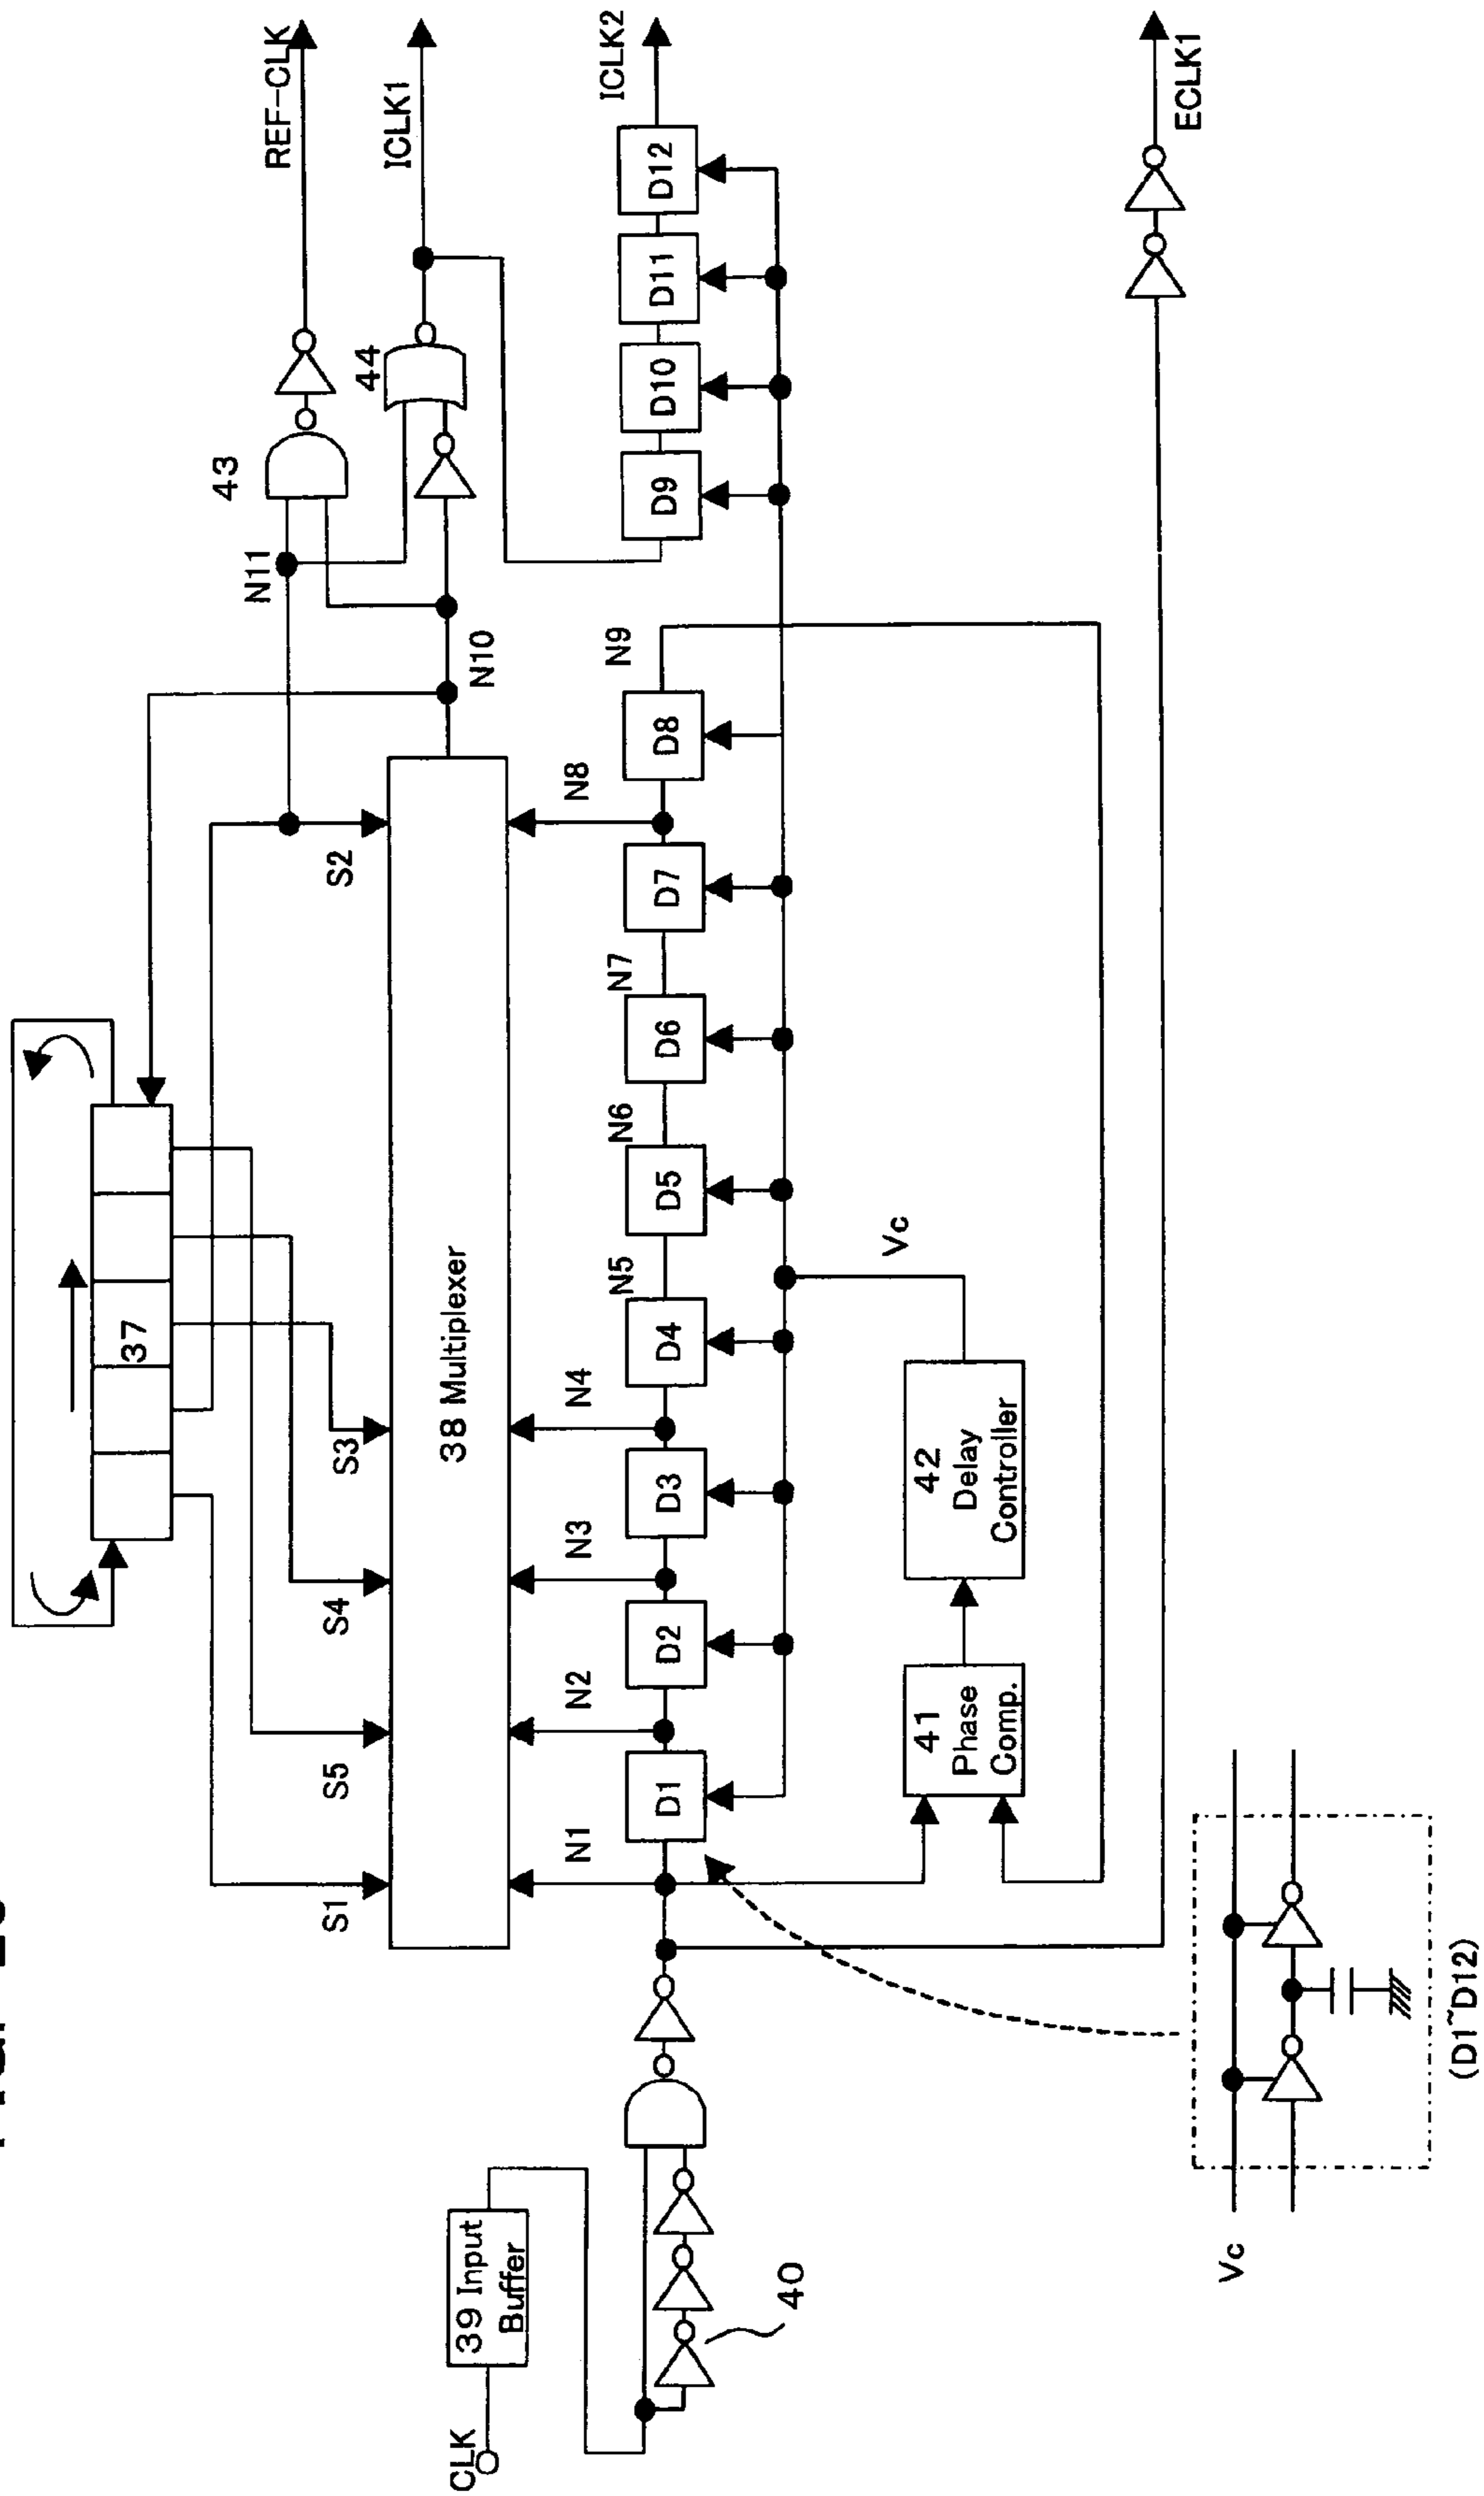 REF-CLK
ICLK1
ICLK2
ECLK1
43
44
N11
N10
D9
D10
D11
D12
37
S1
S5
S4
S3
S2
38 Multiplexer
N1
N2
N3
N4
N5
N6
N7
N8
N9
D1
D2
D3
D4
D5
D6
D7
D8
Vc
41
Phase
Comp.
42
Delay
Controller
CLK
39 Input
Buffer
40
Vc
(D1~D12)